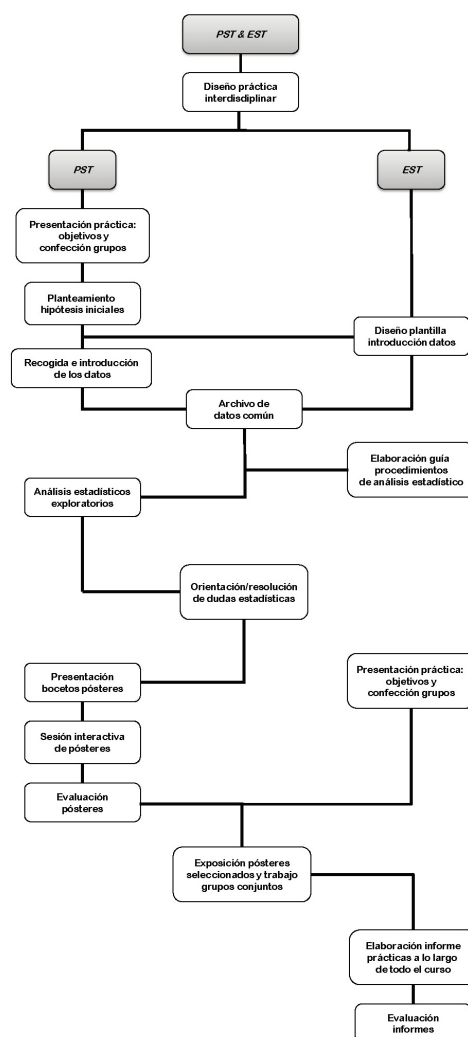 PST & EST
Diseño práctica
interdisdiplinar
PST
EST
Presentación práctica:
objetivos y
confección grupos
Planteamiento
hipótesis iniciales
Diseño plantilla
introducción datos
Recogida e introducción
de los datos
Archivo de
datos común
Elaboración guía
procedimientos
de análisis estadístico
Análisis estadísticos
exploratorios
Orientación/resolución
de dudas estadísticas
Presentación
bocetos pósteres
Presentación práctica:
objetivos y
confección grupos
Sesión interactiva
de pósteres
Evaluación
pósteres
Exposición pósteres
seleccionados y trabajo
grupos conjuntos
Elaboración informe
prácticas a lo largo
de todo el curso
Evaluación
informes